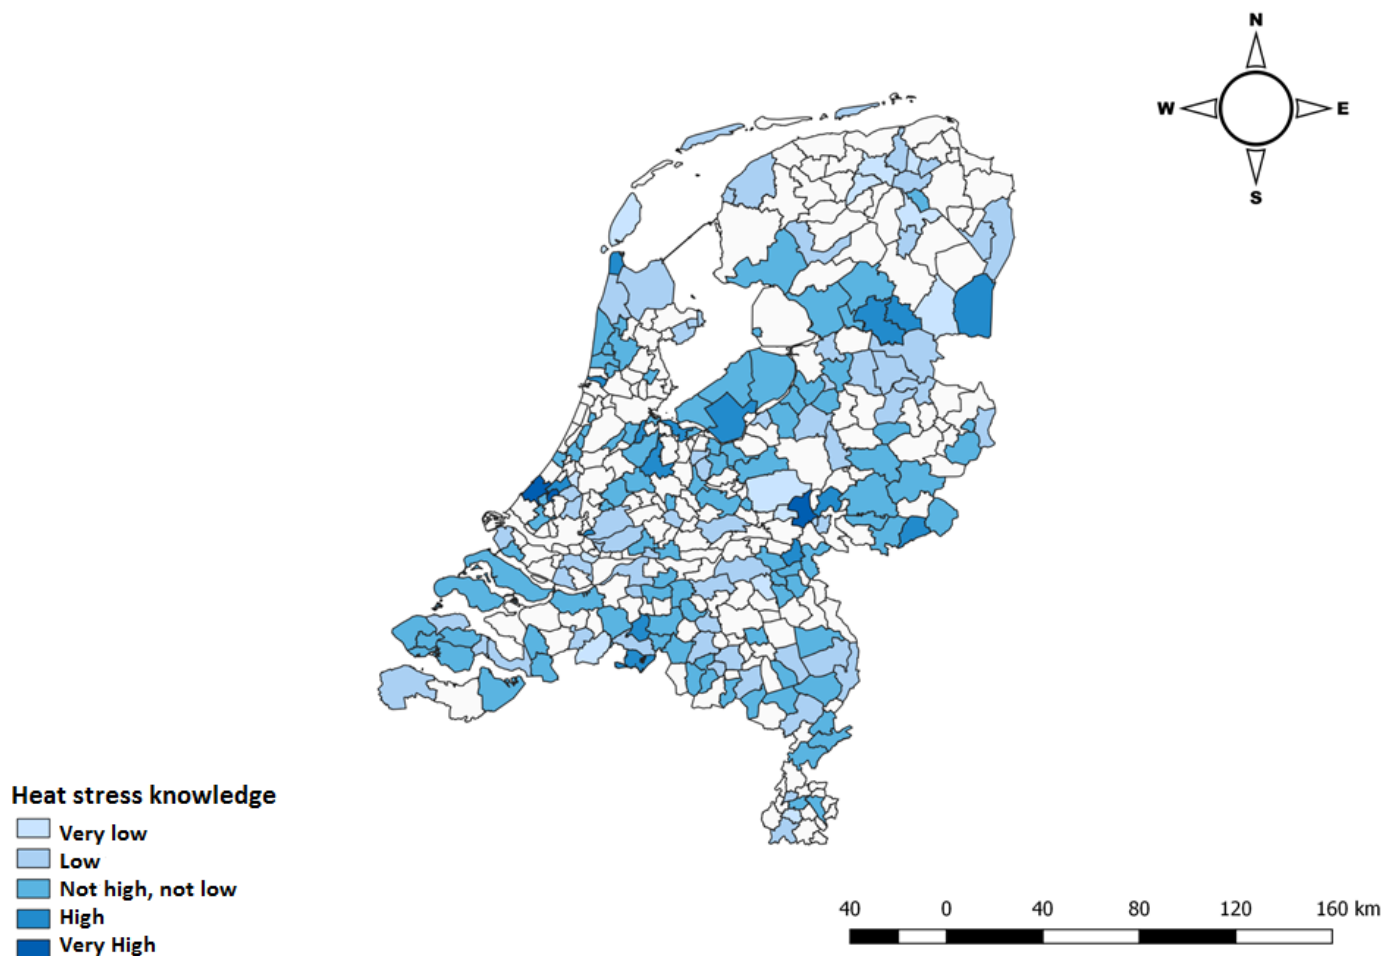 N
W E
S
Heat stress knowledge
Very low
Low
Not high, not low
High
Very High
40 0 40 80 120 160 km